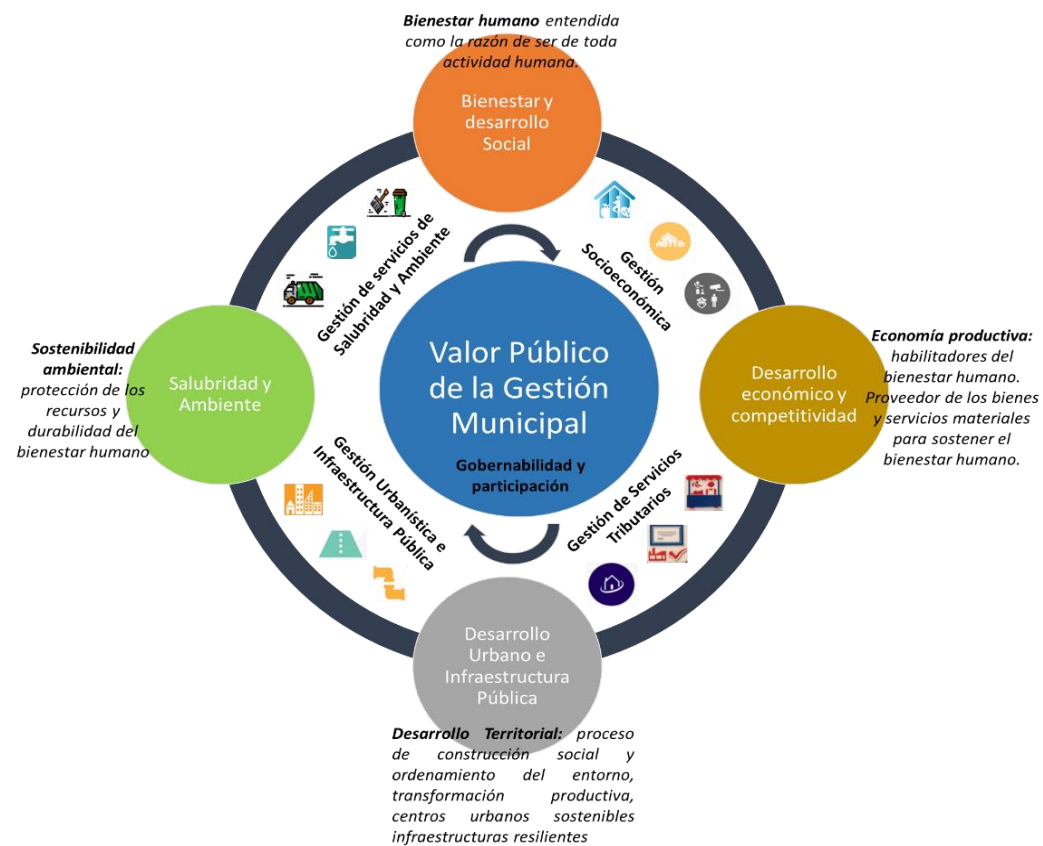 Bienestar humano entendida
como la razón de ser de toda
actividad humana.
Bienestar y
desarrollo
Social
Gestión de servicios de
Salubridad y Ambiente
Gestión
Socioeconómica
Sostenibilidad
ambiental:
protección de los
recursos y
durabilidad del
bienestar humano
Salubridad y
Ambiente
Valor Público
de la Gestión
Municipal
Gobernabilidad y
participación
Desarrollo
económico y
competitividad
Economía productiva:
habilitadores del
bienestar humano.
Proveedor de los bienes
y servicios materiales
para sostener el
bienestar humano.
Gestión Urbanística e
Infraestructura Pública
Gestión de Servicios
Tributarios
Desarrollo
Urbano e
Infraestructura
Pública
Desarrollo Territorial: proceso
de construcción social y
ordenamiento del entorno,
transformación productiva,
centros urbanos sostenibles
infraestructuras resilientes